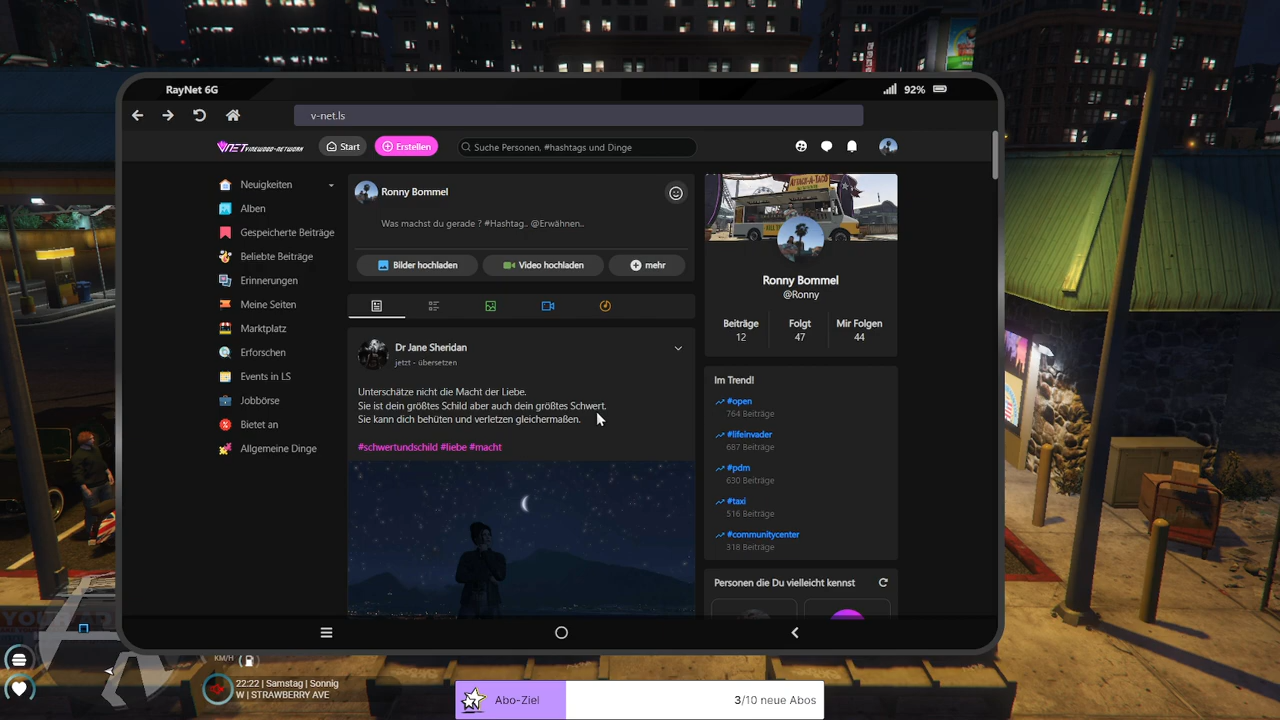 RayNet 6G
92%
v-net.ls
VNET VINEWOOD-NETWORK
Start
Erstellen
Suche Personen, #hashtags und Dinge
Neuigkeiten
Alben
Gespeicherte Beiträge
Beliebte Beiträge
Erinnerungen
Meine Seiten
Marktplatz
Erforschen
Events in LS
Jobbörse
Bietet an
Allgemeine Dinge
Ronny Bommel
Was machst du gerade ? #Hashtag.. @Erwähnen..
Bilder hochladen
Video hochladen
mehr
Dr Jane Sheridan
jetzt - übersetzen
Unterschätze nicht die Macht der Liebe.
Sie ist dein größtes Schild aber auch dein größtes Schwert.
Sie kann dich behüten und verletzen gleichermaßen.
#schwertundschild #liebe #macht
ATTACK-A-TACO
Ronny Bommel
@Ronny
Beiträge
12
Folgt
47
Mir Folgen
44
Im Trend!
#open
764 Beiträge
#lifeinvader
687 Beiträge
#pdm
630 Beiträge
#taxi
516 Beiträge
#communitycenter
318 Beiträge
Personen die Du vielleicht kennst
KM/H
22:22 | Samstag | Sonnig
W | STRAWBERRY AVE
Abo-Ziel
3/10 neue Abos